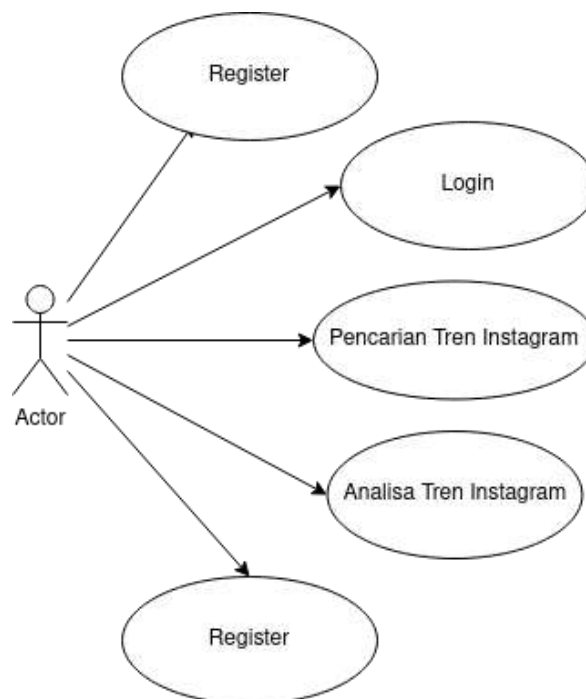 Register
Login
Pencarian Tren Instagram
Actor
Analisa Tren Instagram
Register